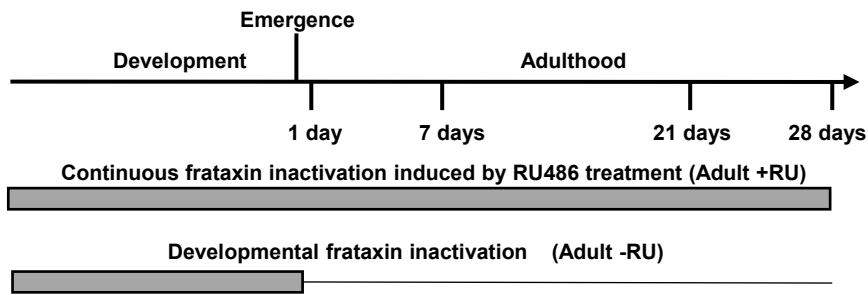 Emergence
Development Adulthood
1 day 7 days 21 days 28 days
Continuous frataxin inactivation induced by RU486 treatment (Adult +RU)
Developmental frataxin inactivation (Adult -RU)